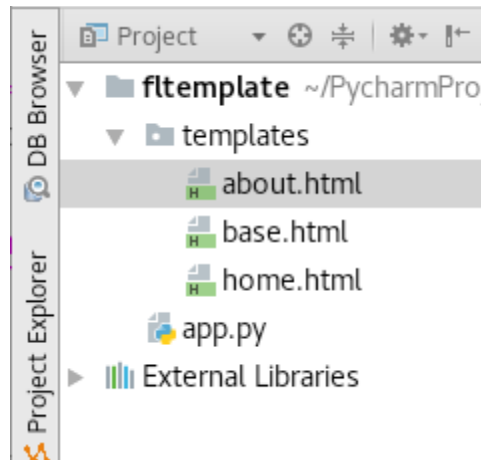 Project
fltemplate ~/PycharmPro
templates
about.html
base.html
home.html
app.py
External Libraries
DB Browser
Project Explorer